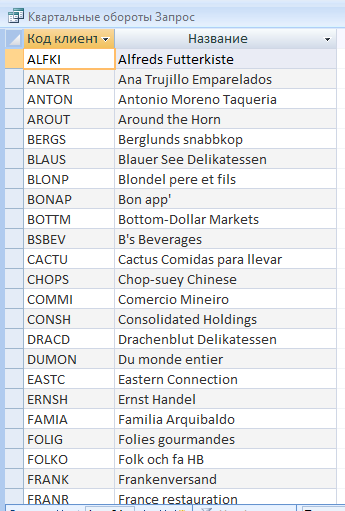 Квартальные обороты Запрос
Код клиент Название
ALFKI Alfreds Futterkiste
ANATR Ana Trujillo Emparelados
ANTON Antonio Moreno Taqueria
AROUT Around the Horn
BERGS Berglunds snabbkop
BLAUS Blauer See Delikatessen
BLONP Blondel pere et fils
BONAP Bon app'
BOTTM Bottom-Dollar Markets
BSBEV B's Beverages
CACTU Cactus Comidas para llevar
CHOPS Chop-suey Chinese
COMMI Comercio Mineiro
CONSH Consolidated Holdings
DRACD Drachenblut Delikatessen
DUMON Du monde entier
EASTC Eastern Connection
ERNSH Ernst Handel
FAMIA Familia Arquibaldo
FOLIG Folies gourmandes
FOLKO Folk och fa HB
FRANK Frankenversand
FRANR France restauration